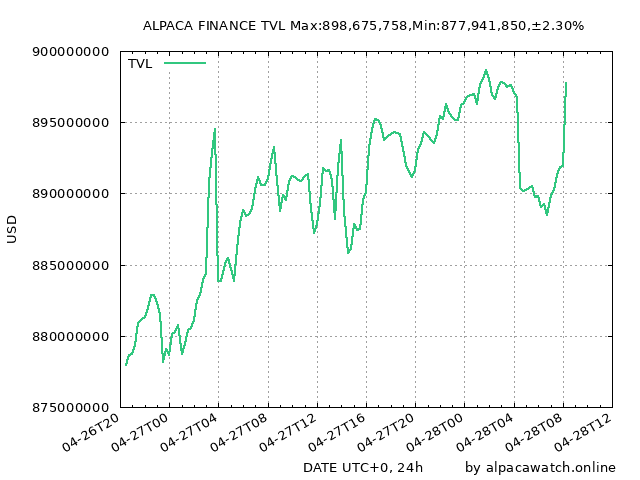 ALPACA FINANCE TVL Max:898,675,758,Min:877,941,850,±2.30%
900000000
TVL
895000000
890000000
USD
885000000
880000000
875000000
04-26T20 04-27T00 04-27T04 04-27T08 04-27T12 04-27T16 04-27T20 04-28T00 04-28T04 04-28T08 04-28T12
DATE UTC+0, 24h by alpacawatch.online